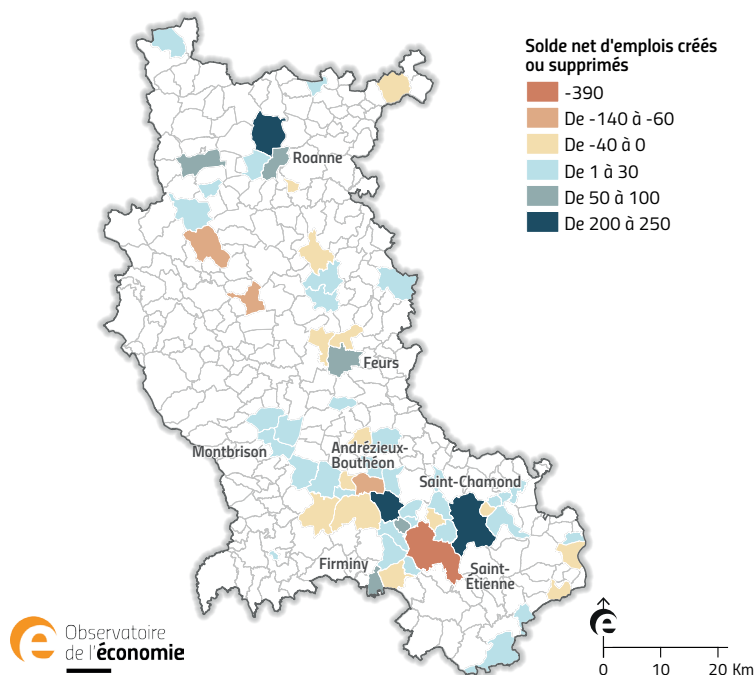 Solde net d'emplois créés
ou supprimés
-390
De -140 à -60
De -40 à 0
De 1 à 30
De 50 à 100
De 200 à 250
Roanne
Feurs
Montbrison
Andrézieux-
Bouthéon
Saint-Chamond
Firminy
Saint-
Etienne
e Observatoire
de l'économie
e
0 10 20 Km